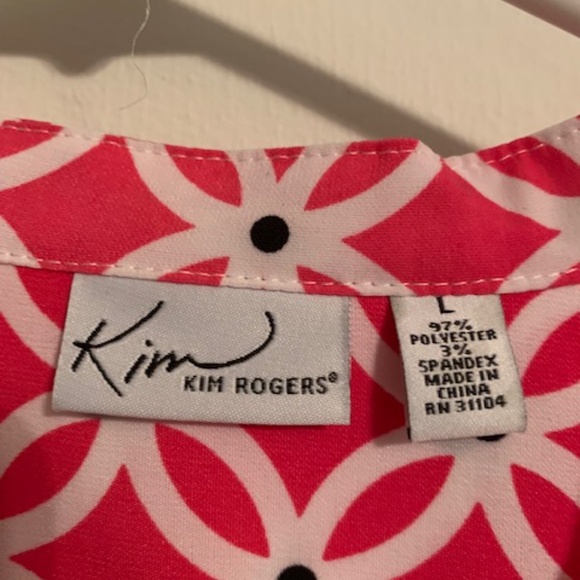 Kim
KIM ROGERS®
L
97%
POLYESTER
3%
SPANDEX
MADE IN
CHINA
RN 31104